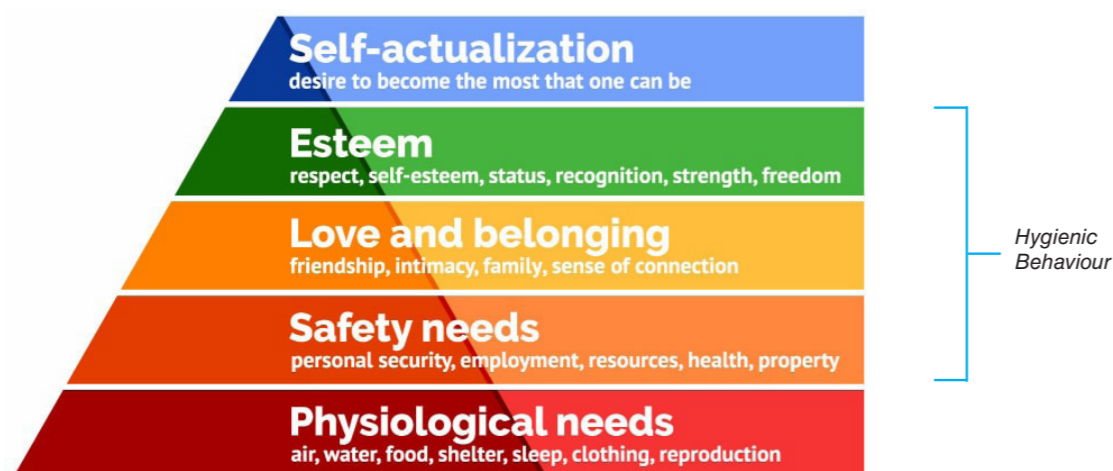 Self-actualization
desire to become the most that one can be
Esteem
respect, self-esteem, status, recognition, strength, freedom
Love and belonging
friendship, intimacy, family, sense of connection
Safety needs
personal security, employment, resources, health, property
Physiological needs
air, water, food, shelter, sleep, clothing, reproduction
Hygienic
Behaviour